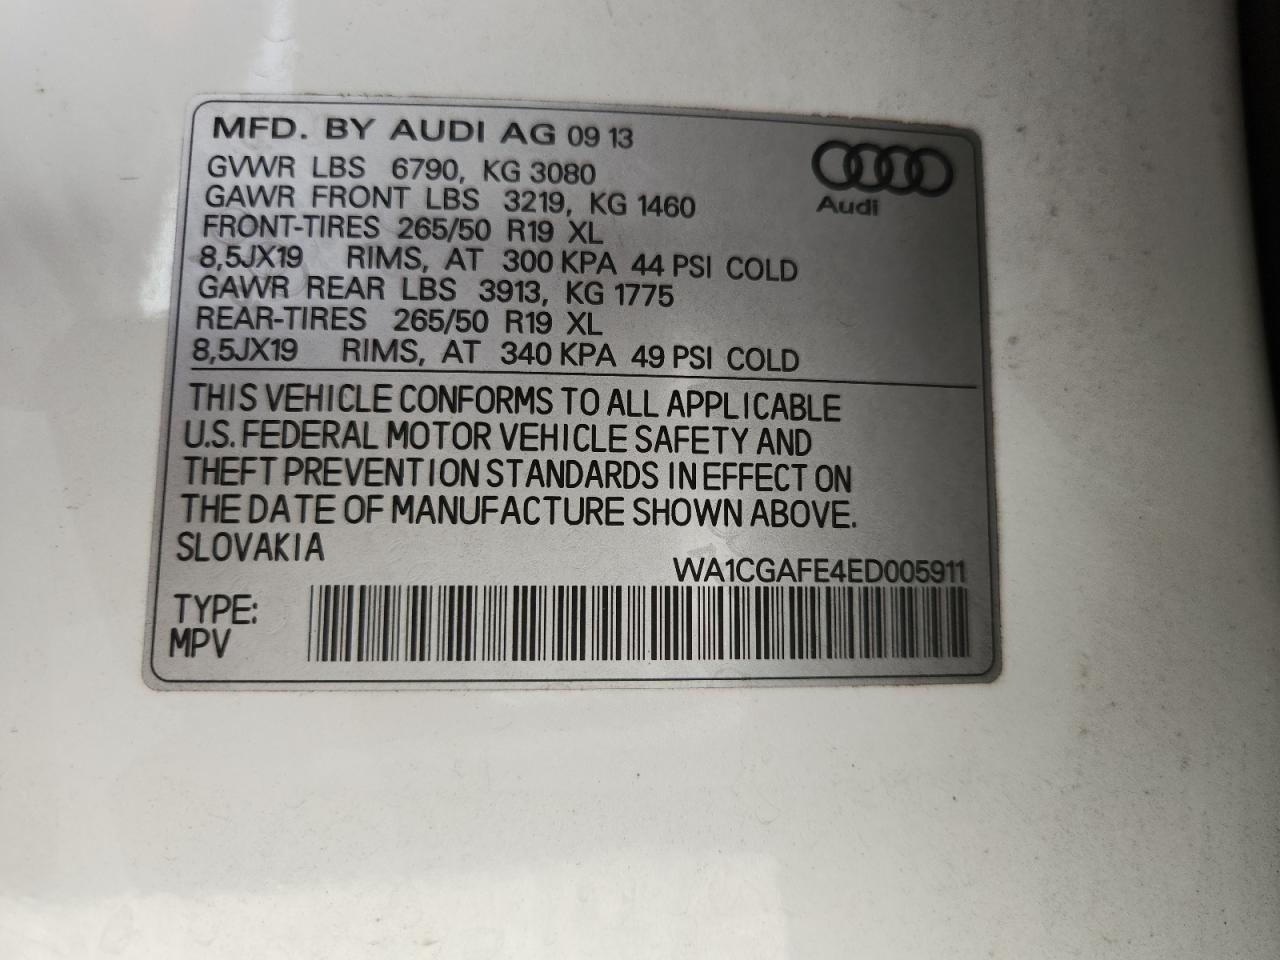 MFD. BY AUDI AG 09 13
GVWR LBS 6790, KG 3080
GAWR FRONT LBS 3219, KG 1460
FRONT-TIRES 265/50 R19 XL
8,5JX19 RIMS, AT 300 KPA 44 PSI COLD
GAWR REAR LBS 3913, KG 1775
REAR-TIRES 265/50 R19 XL
8,5JX19 RIMS, AT 340 KPA 49 PSI COLD
Audi
THIS VEHICLE CONFORMS TO ALL APPLICABLE
U.S. FEDERAL MOTOR VEHICLE SAFETY AND
THEFT PREVENTION STANDARDS IN EFFECT ON
THE DATE OF MANUFACTURE SHOWN ABOVE.
SLOVAKIA
WA1CGAFE4ED005911
TYPE:
MPV